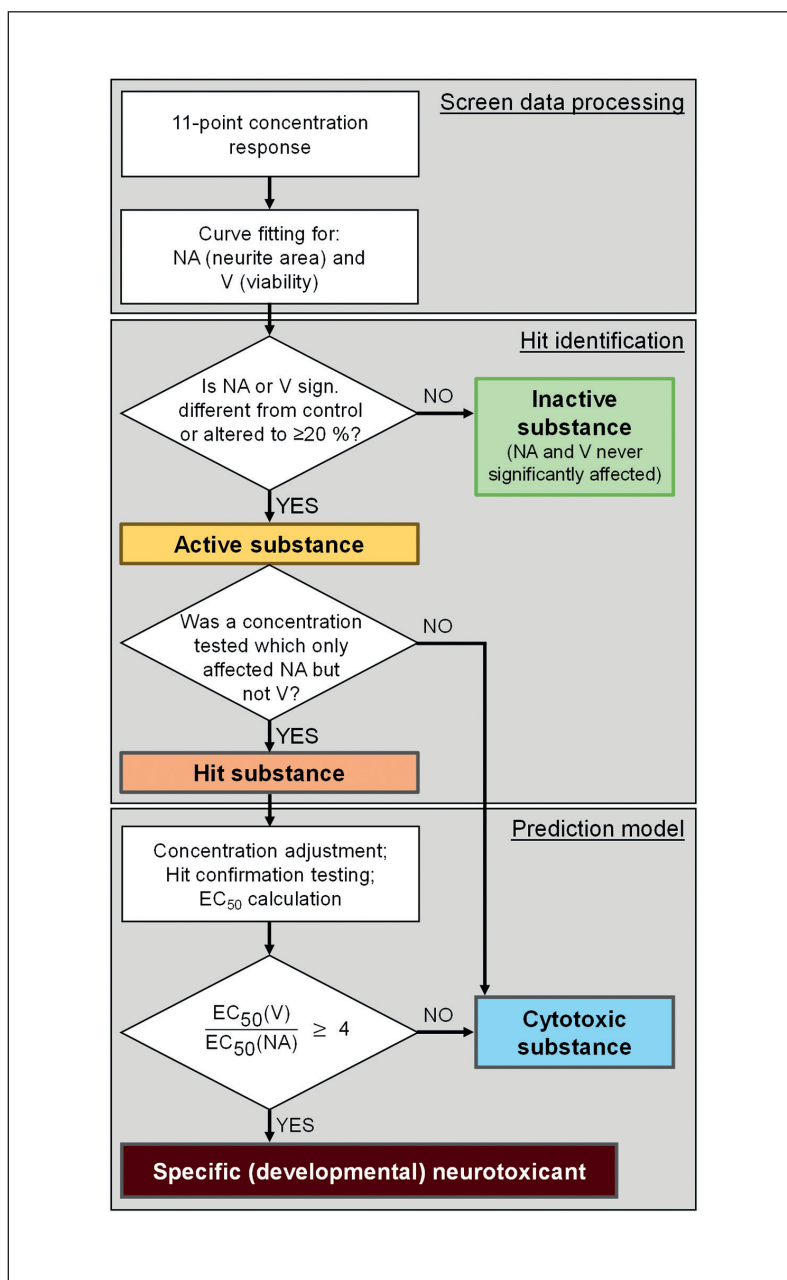 Screen data processing
11-point concentration
response
Curve fitting for:
NA (neurite area) and
V (viability)
Hit identification
Is NA or V sign.
different from control
or altered to ≥20 %?
NO
Inactive
substance
(NA and V never
significantly affected)
YES
Active substance
Was a concentration
tested which only
affected NA but
not V?
NO
YES
Hit substance
Prediction model
Concentration adjustment;
Hit confirmation testing;
EC50 calculation
EC50(V)
EC50(NA)
≥ 4
NO
Cytotoxic
substance
YES
Specific (developmental) neurotoxicant